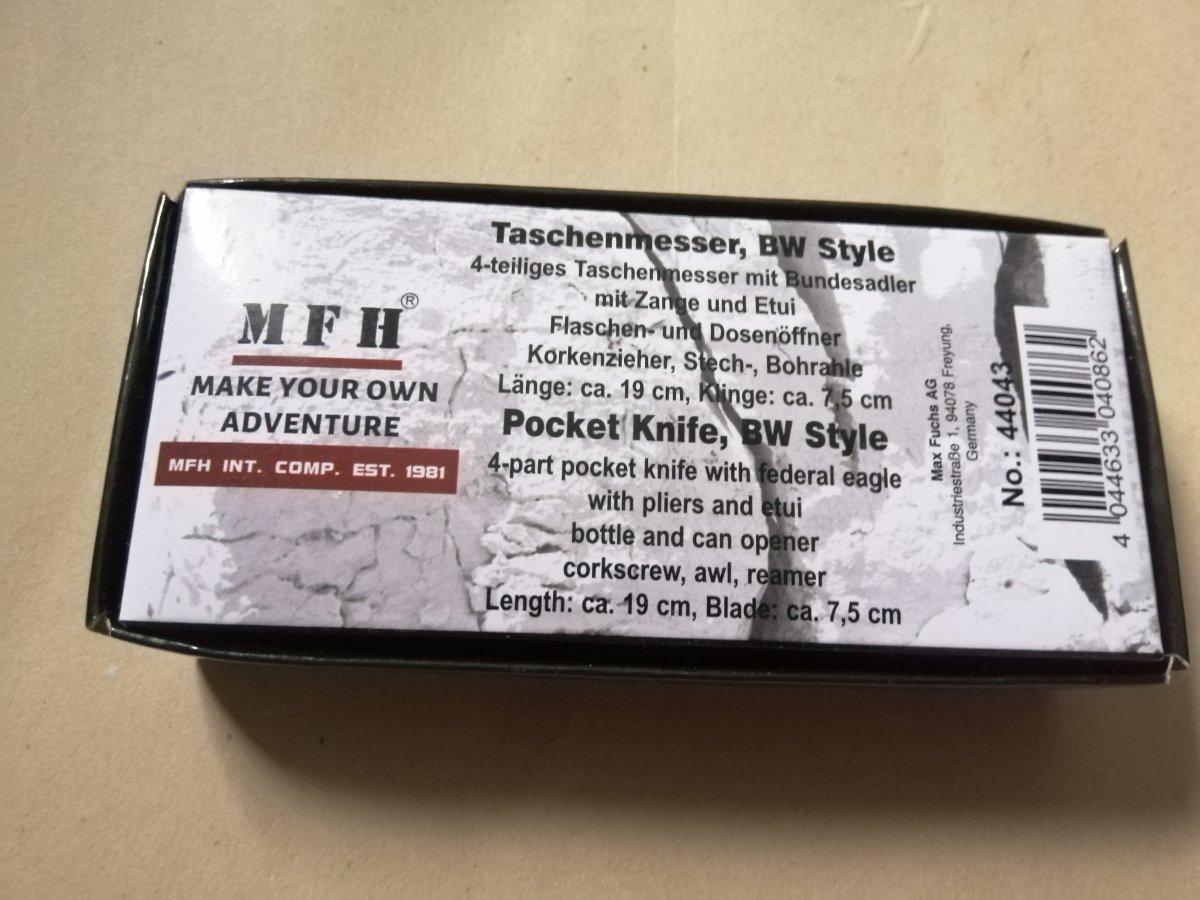 MFH®
MAKE YOUR OWN
ADVENTURE
MFH INT. COMP. EST. 1981
Taschenmesser, BW Style
4-teiliges Taschenmesser mit Bundesadler
mit Zange und Etui
Flaschen- und Dosenöffner
Korkenzieher, Stech-, Bohrahle
Länge: ca. 19 cm, Klinge: ca. 7,5 cm
Pocket Knife, BW Style
4-part pocket knife with federal eagle
with pliers and etui
bottle and can opener
corkscrew, awl, reamer
Length: ca. 19 cm, Blade: ca. 7,5 cm
Max Fuchs AG
Industriestraße 1, 94078 Freyung,
Germany
No.: 44043
4 044633 040862